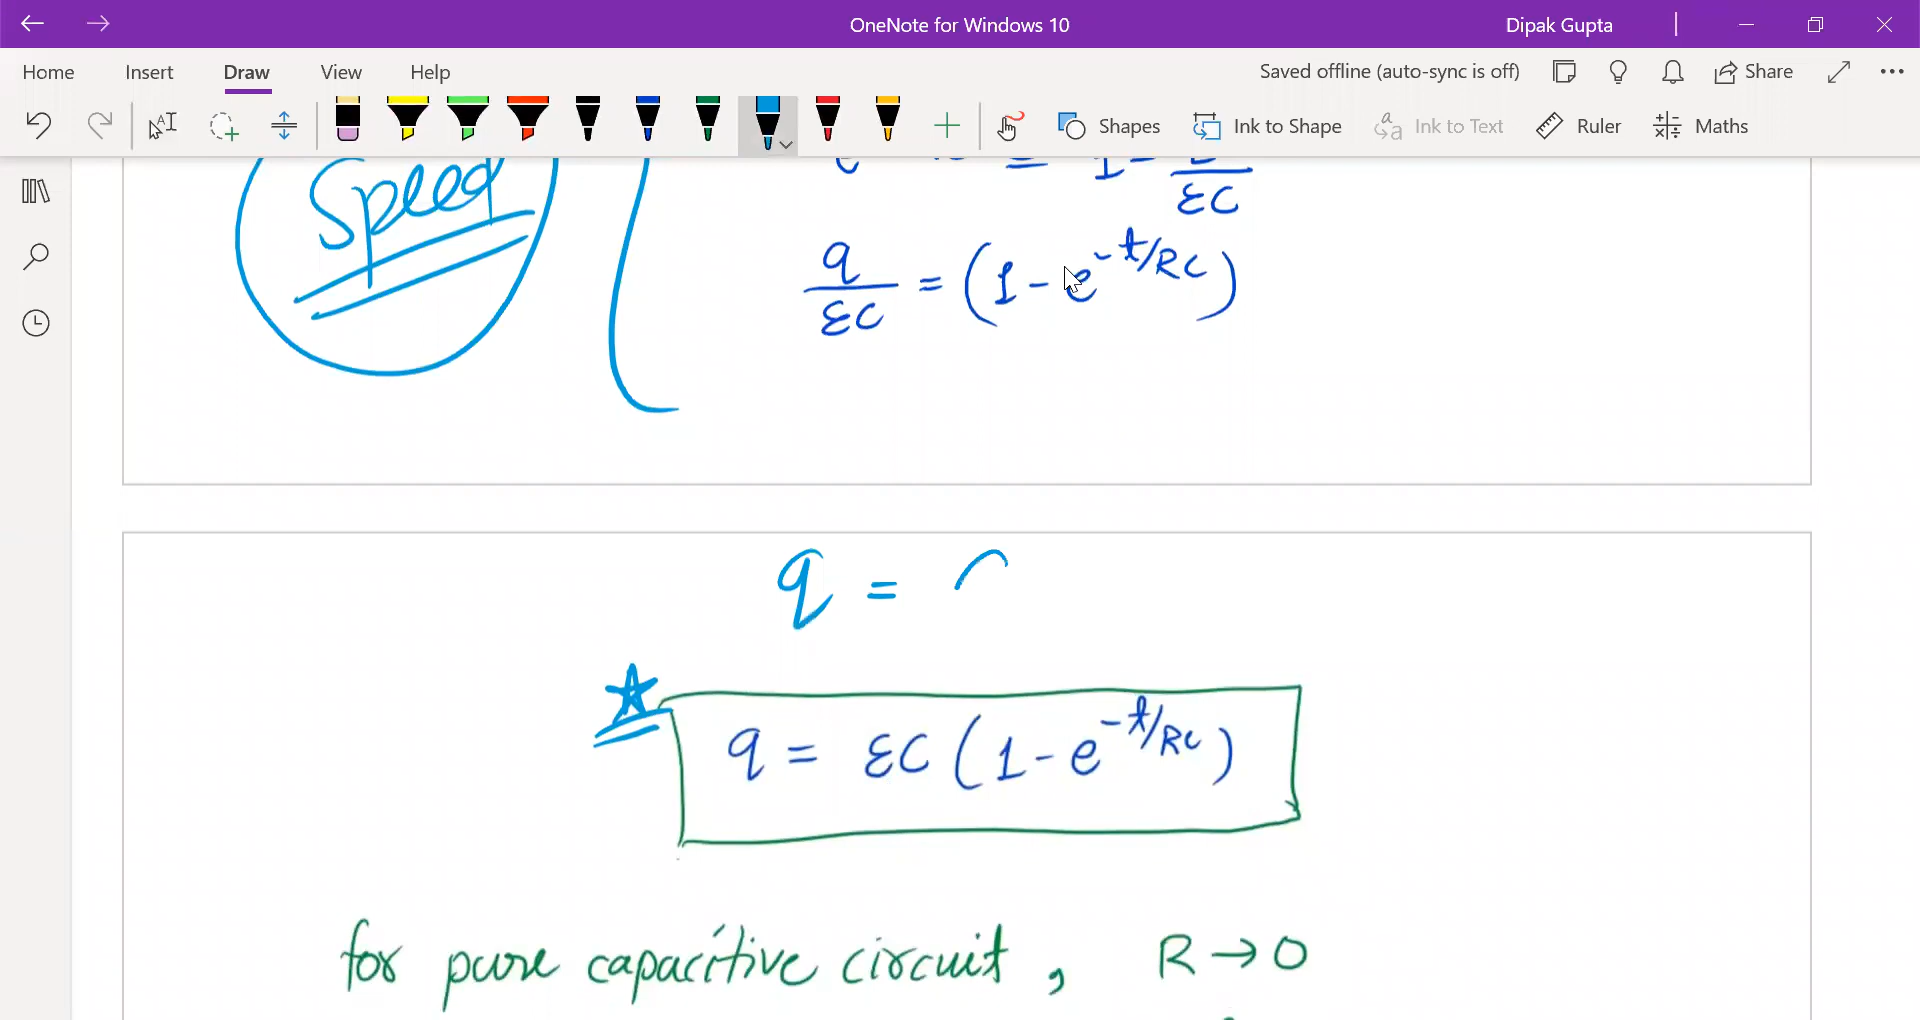 OneNote for Windows 10
Dipak Gupta
Home Insert Draw View Help
Saved offline (auto-sync is off) Share
Shapes Ink to Shape Ink to Text Ruler Maths
Speed
εC
q/εC = (1 - e^{-t/RC})
q =
q = εC (1 - e^{-t/RC})
for pure capacitive circuit, R → 0